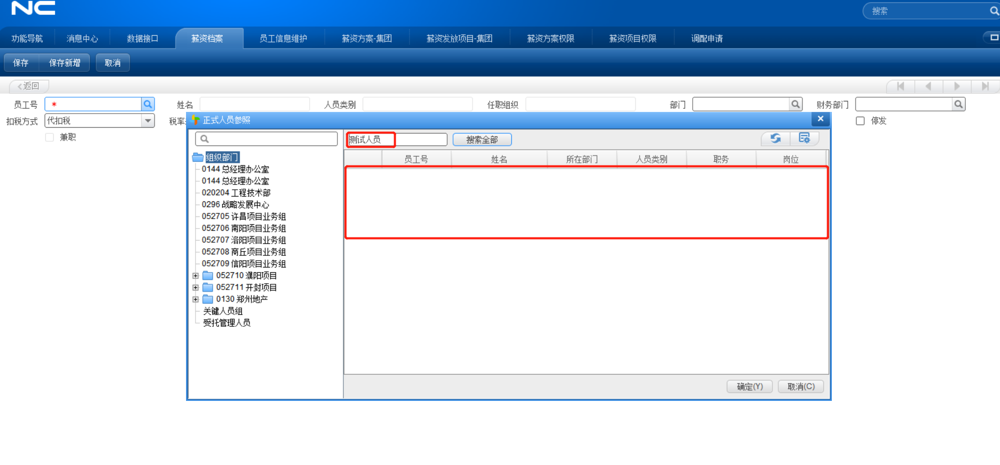 NC
搜索
功能导航 消息中心 数据接口 薪资档案 员工信息维护 薪资方案-集团 薪资发放项目-集团 薪资方案权限 薪资项目权限 调配申请
保存 保存新增 取消
返回
员工号 * 姓名 人员类别 任职组织 部门 财务部门
扣税方式 代扣税 税率 停发
兼职
正式人员参照
测试人员 搜索全部
员工号 姓名 所在部门 人员类别 职务 岗位
组织部门
0144 总经理办公室
0144 总经理办公室
020204 工程技术部
0296 战略发展中心
052705 许昌项目业务组
052706 南阳项目业务组
052707 洛阳项目业务组
052708 商丘项目业务组
052709 信阳项目业务组
052710 濮阳项目
052711 开封项目
0130 郑州地产
关键人员组
受托管理人员
确定(Y) 取消(C)